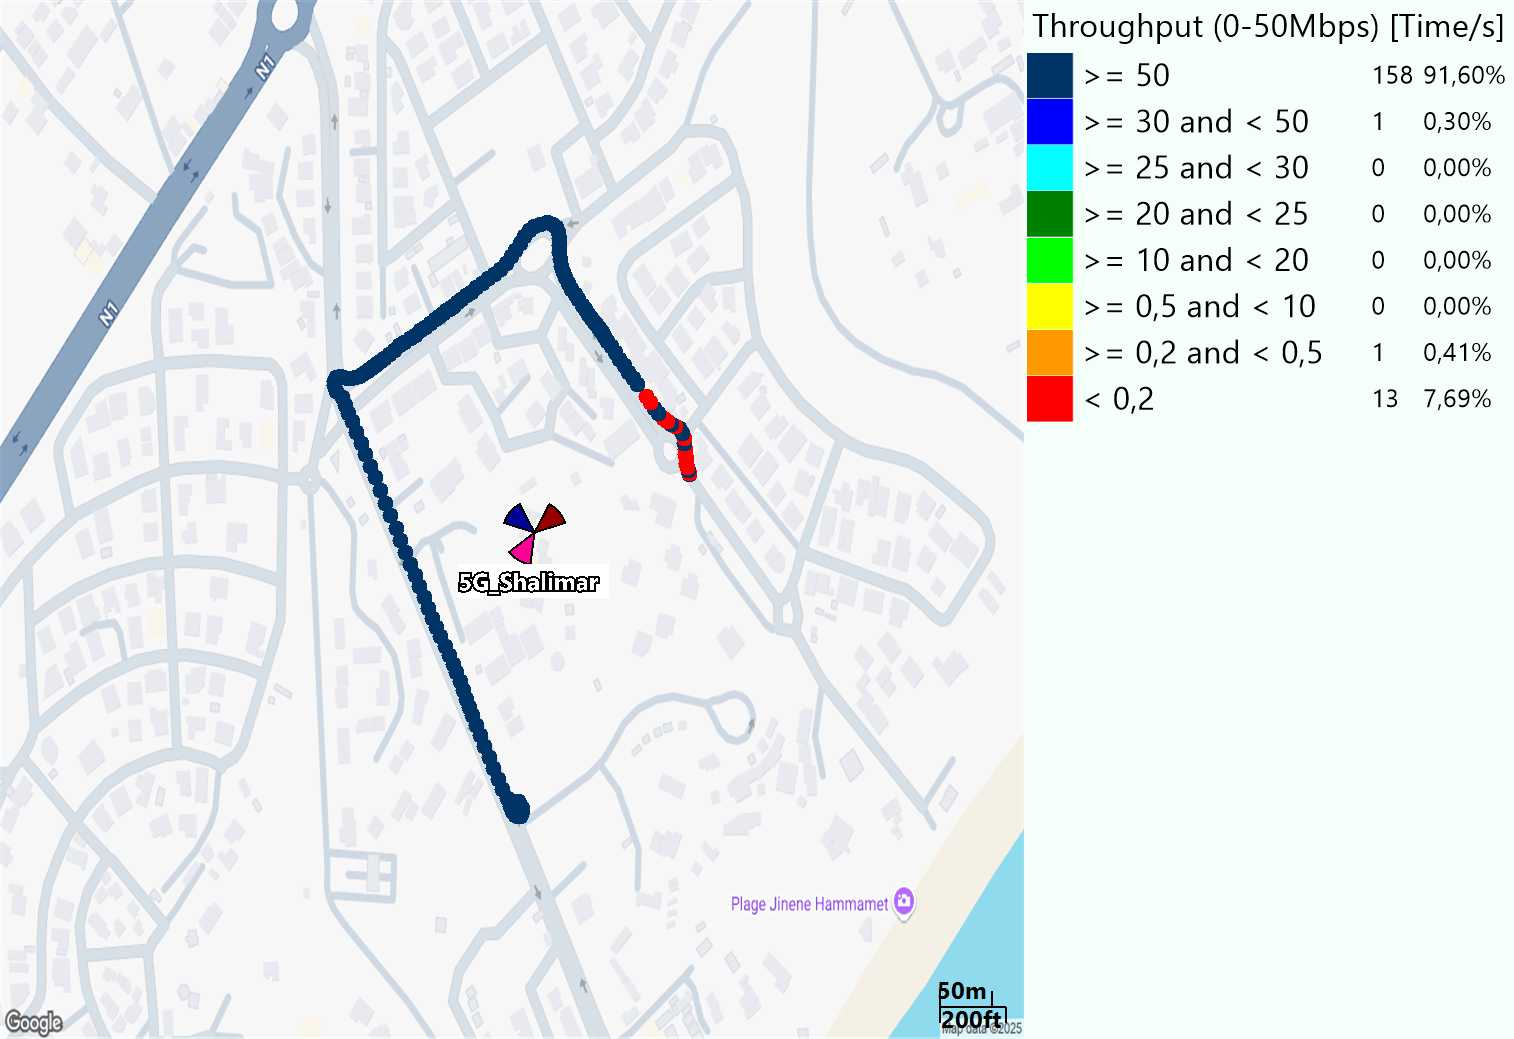 N1
N1
5G_Shalimar
Plage Jinene Hammamet
50m
200ft
Map data ©2025
Google
Throughput (0-50Mbps) [Time/s]
>= 50 158 91,60%
>= 30 and < 50 1 0,30%
>= 25 and < 30 0 0,00%
>= 20 and < 25 0 0,00%
>= 10 and < 20 0 0,00%
>= 0,5 and < 10 0 0,00%
>= 0,2 and < 0,5 1 0,41%
< 0,2 13 7,69%